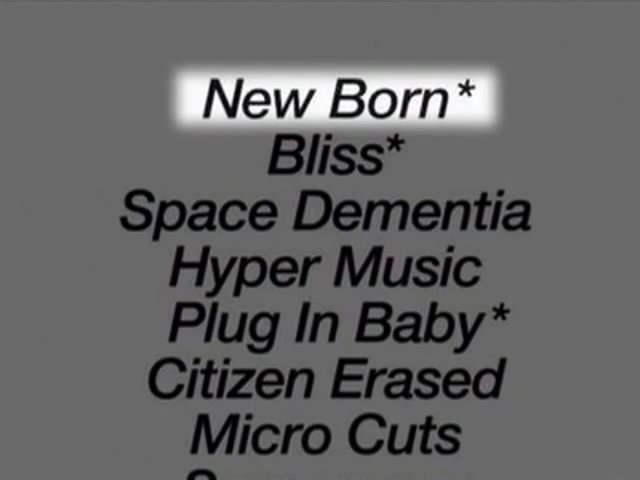 New Born*
Bliss*
Space Dementia
Hyper Music
Plug In Baby*
Citizen Erased
Micro Cuts